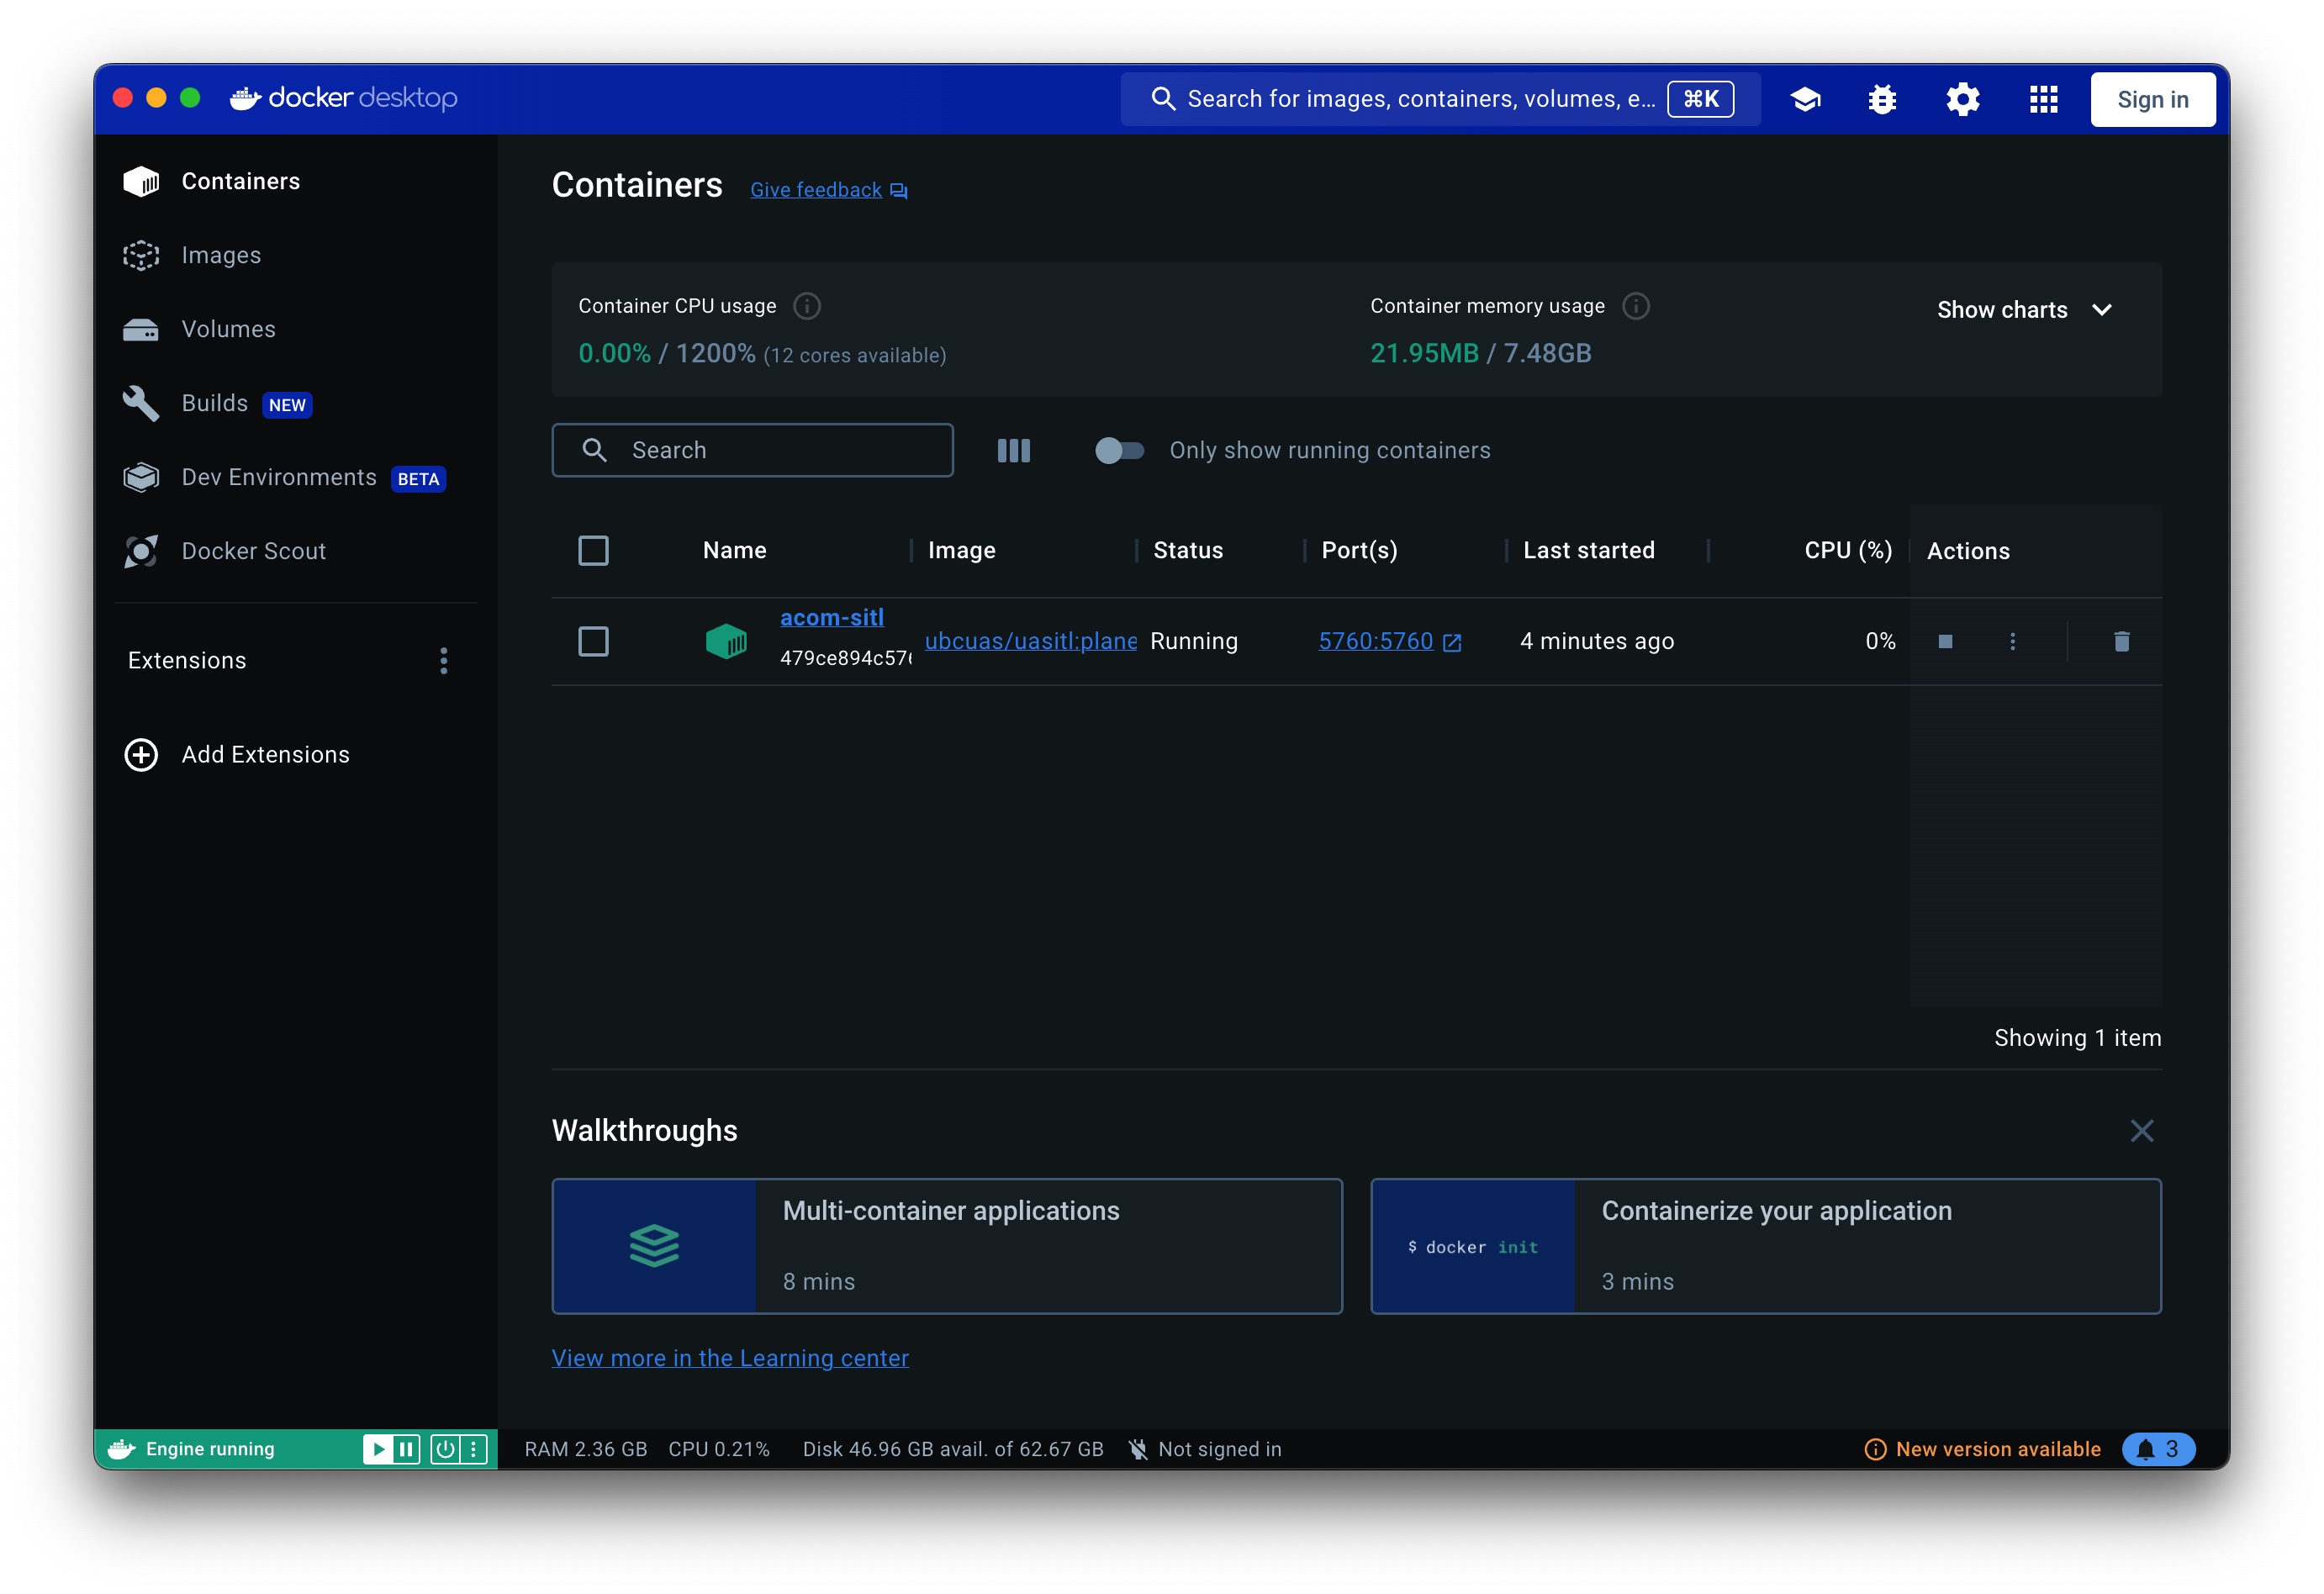 docker desktop
Search for images, containers, volumes, e... ⌘K
Sign in
Containers
Images
Volumes
Builds NEW
Dev Environments BETA
Docker Scout
Extensions
Add Extensions
Containers Give feedback
Container CPU usage
0.00% / 1200% (12 cores available)
Container memory usage
21.95MB / 7.48GB
Show charts
Search
Only show running containers
Name Image Status Port(s) Last started CPU (%) Actions
acom-sitl
479ce894c576
ubcuas/uasitl:plane Running 5760:5760 4 minutes ago 0%
Showing 1 item
Walkthroughs
Multi-container applications
8 mins
$ docker init
Containerize your application
3 mins
View more in the Learning center
Engine running
RAM 2.36 GB CPU 0.21% Disk 46.96 GB avail. of 62.67 GB Not signed in
New version available 3